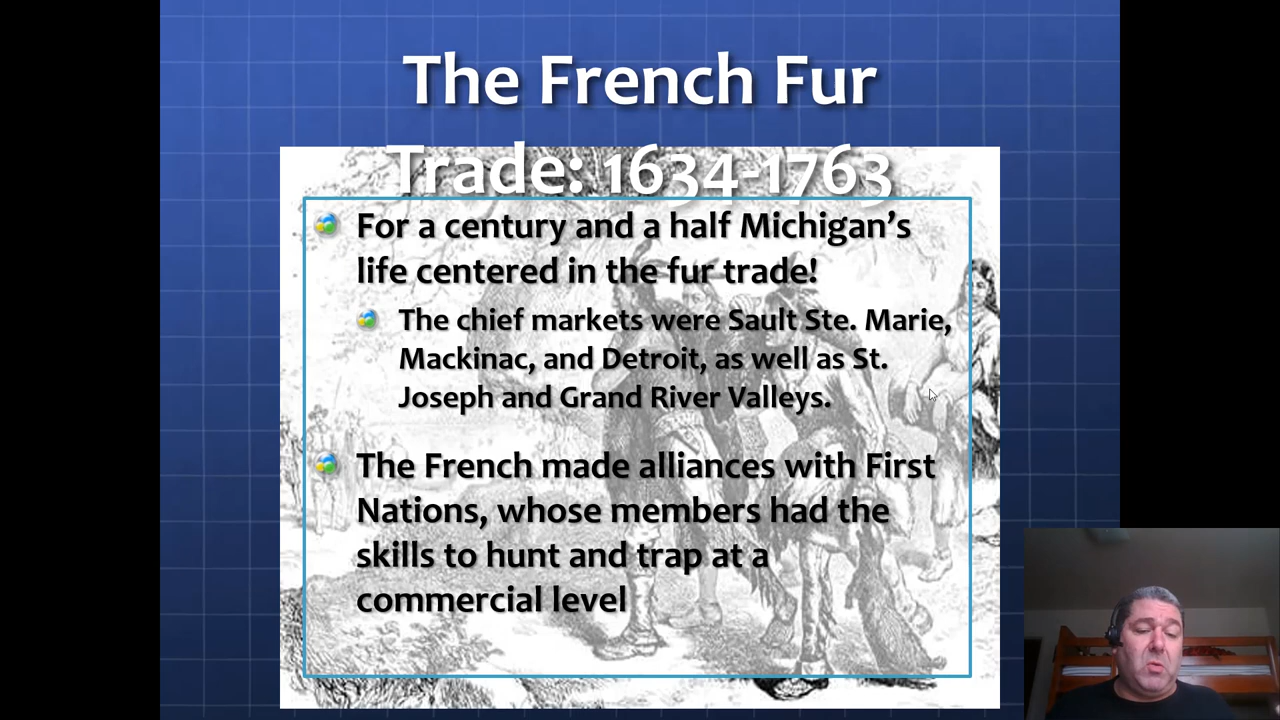 The French Fur
Trade: 1634-1763
For a century and a half Michigan’s
life centered in the fur trade!
The chief markets were Sault Ste. Marie,
Mackinac, and Detroit, as well as St.
Joseph and Grand River Valleys.
The French made alliances with First
Nations, whose members had the
skills to hunt and trap at a
commercial level